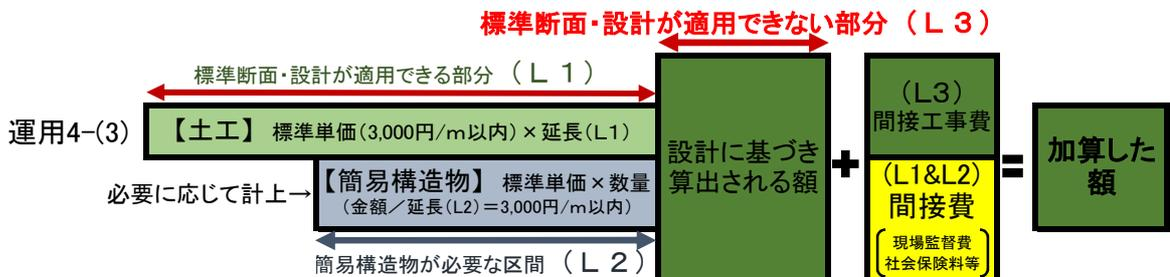 標準断面・設計が適用できない部分（Ｌ３）
標準断面・設計が適用できる部分（Ｌ１）
運用4-(3)
【土工】 標準単価(3,000円/m以内)×延長(L1)
必要に応じて計上→
【簡易構造物】 標準単価×数量
(金額／延長(L2)＝3,000円/m以内)
簡易構造物が必要な区間（Ｌ２）
設計に基づき
算出される額
+
(L3)
間接工事費
(L1&L2)
間接費
現場監督費
社会保険料等
=
加算した
額